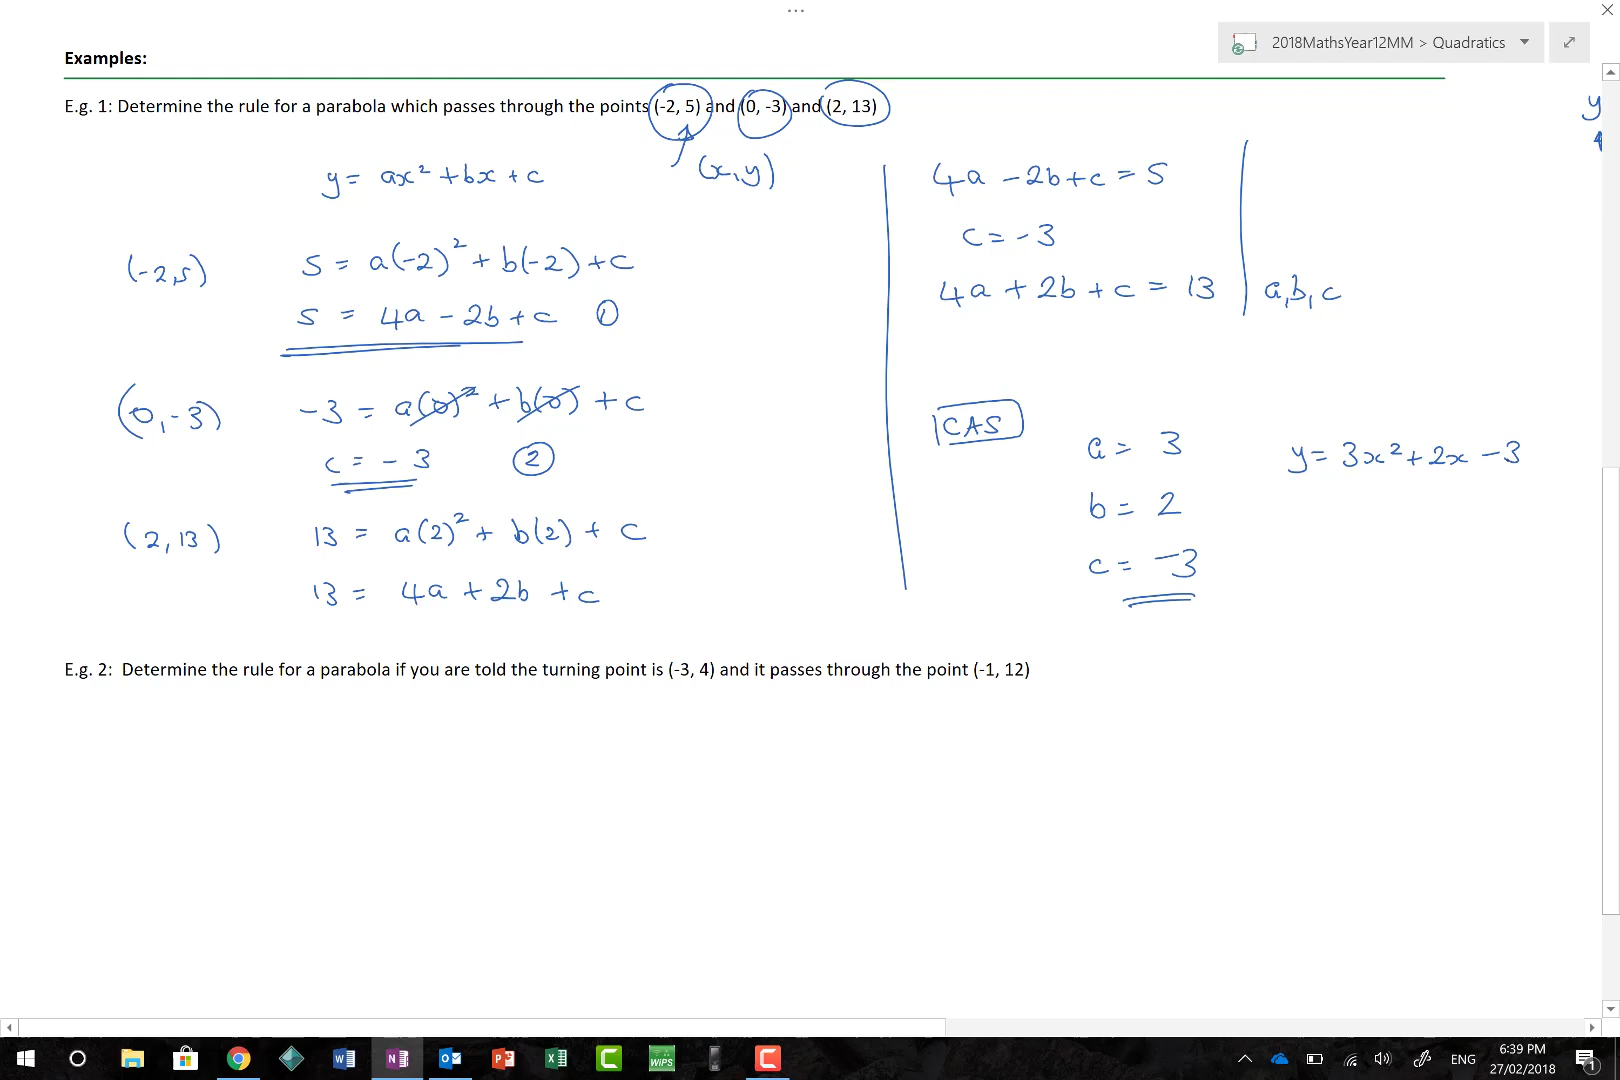 2018MathsYear12MM > Quadratics
Examples:
E.g. 1: Determine the rule for a parabola which passes through the points (-2, 5) and (0, -3) and (2, 13)
y
y = ax² + bx + c
(x, y)
(-2, 5)
5 = a(-2)² + b(-2) + c
5 = 4a - 2b + c ①
(0, -3)
-3 = a(0)² + b(0) + c
c = -3 ②
(2, 13)
13 = a(2)² + b(2) + c
13 = 4a + 2b + c
4a - 2b + c = 5
c = -3
4a + 2b + c = 13 | a, b, c
CAS
a = 3
b = 2
c = -3
y = 3x² + 2x - 3
E.g. 2: Determine the rule for a parabola if you are told the turning point is (-3, 4) and it passes through the point (-1, 12)
WIPS
ENG
6:39 PM
27/02/2018
1